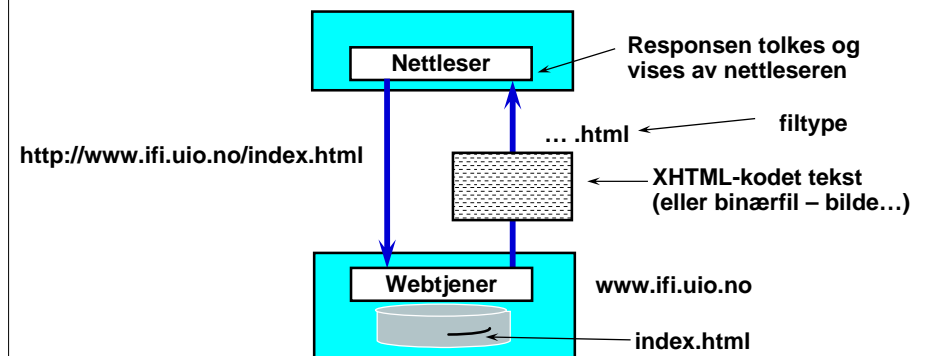 Nettleser
Responsen tolkes og
vises av nettleseren
… .html
filtype
http://www.ifi.uio.no/index.html
XHTML-kodet tekst
(eller binærfil – bilde…)
Webtjener
www.ifi.uio.no
index.html